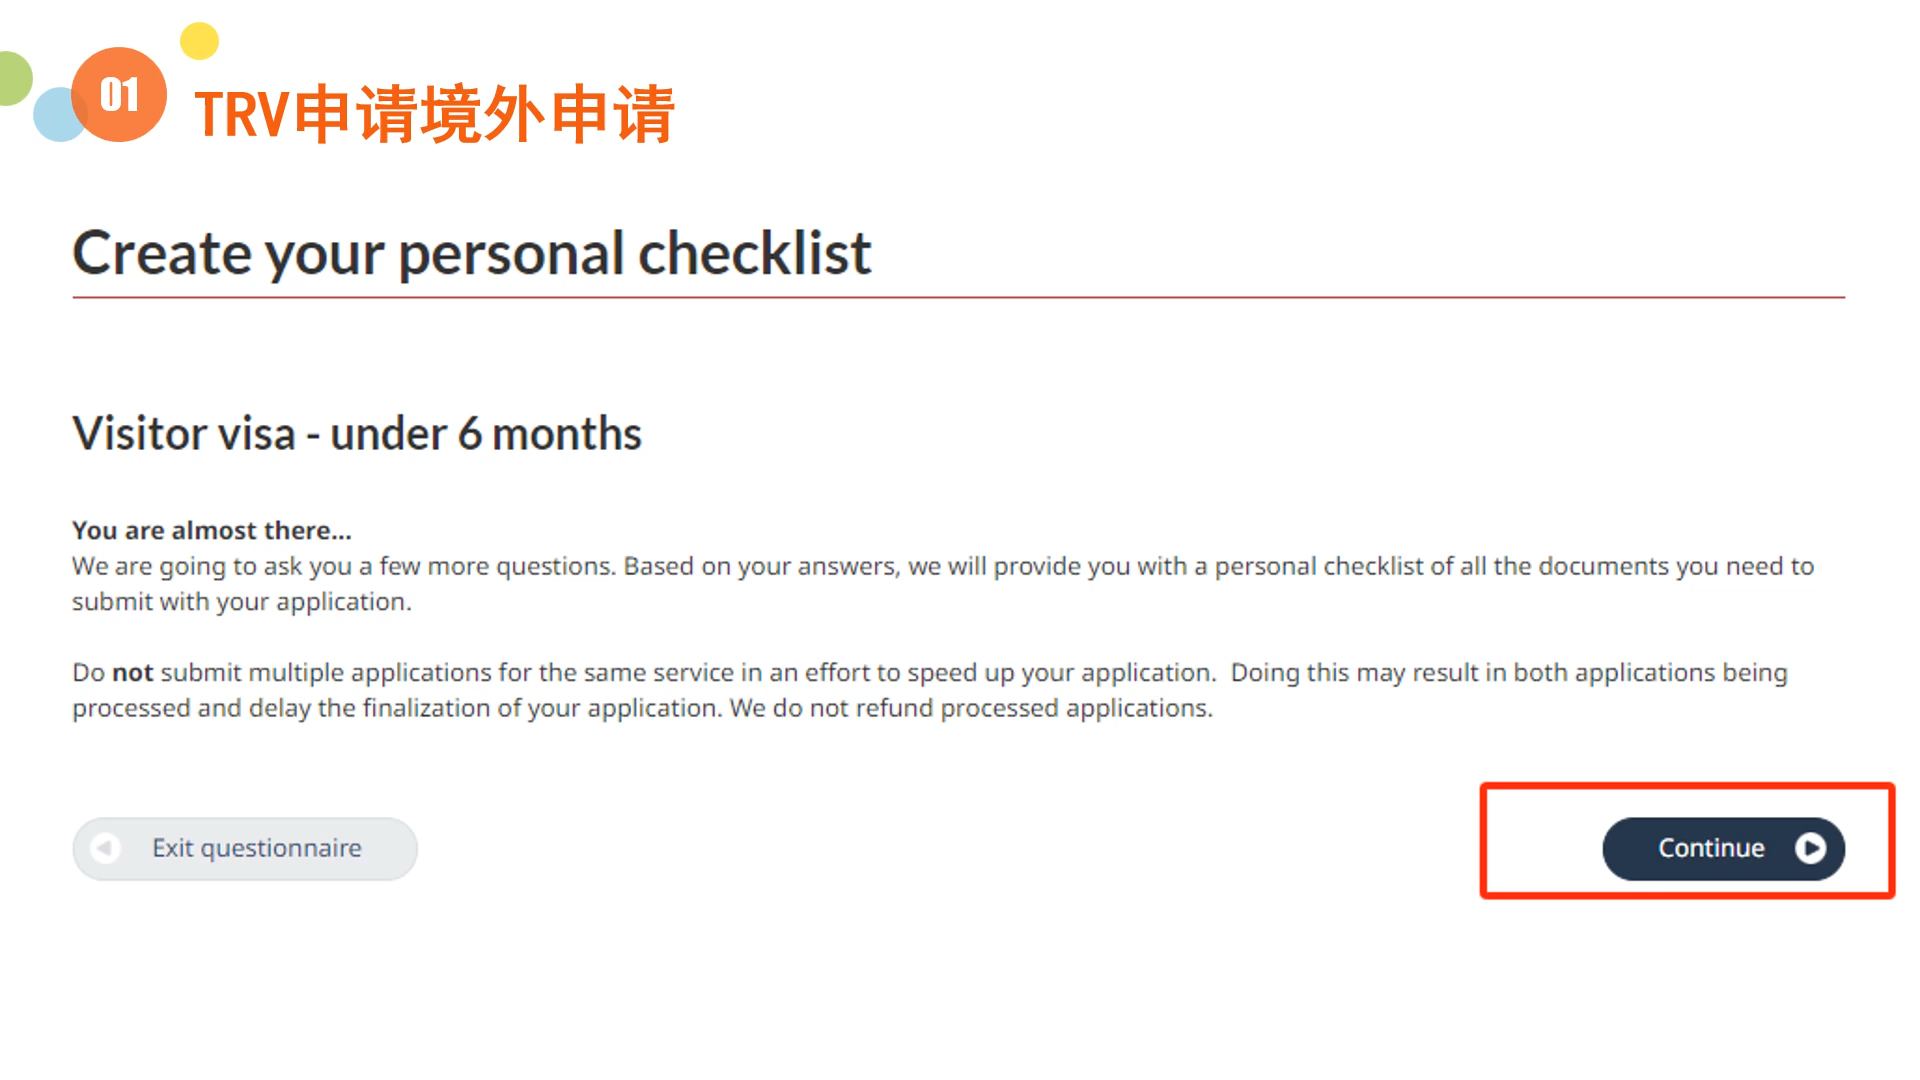 01
TRV申请境外申请
Create your personal checklist
Visitor visa - under 6 months
You are almost there...
We are going to ask you a few more questions. Based on your answers, we will provide you with a personal checklist of all the documents you need to
submit with your application.
Do not submit multiple applications for the same service in an effort to speed up your application.  Doing this may result in both applications being
processed and delay the finalization of your application. We do not refund processed applications.
Exit questionnaire
Continue